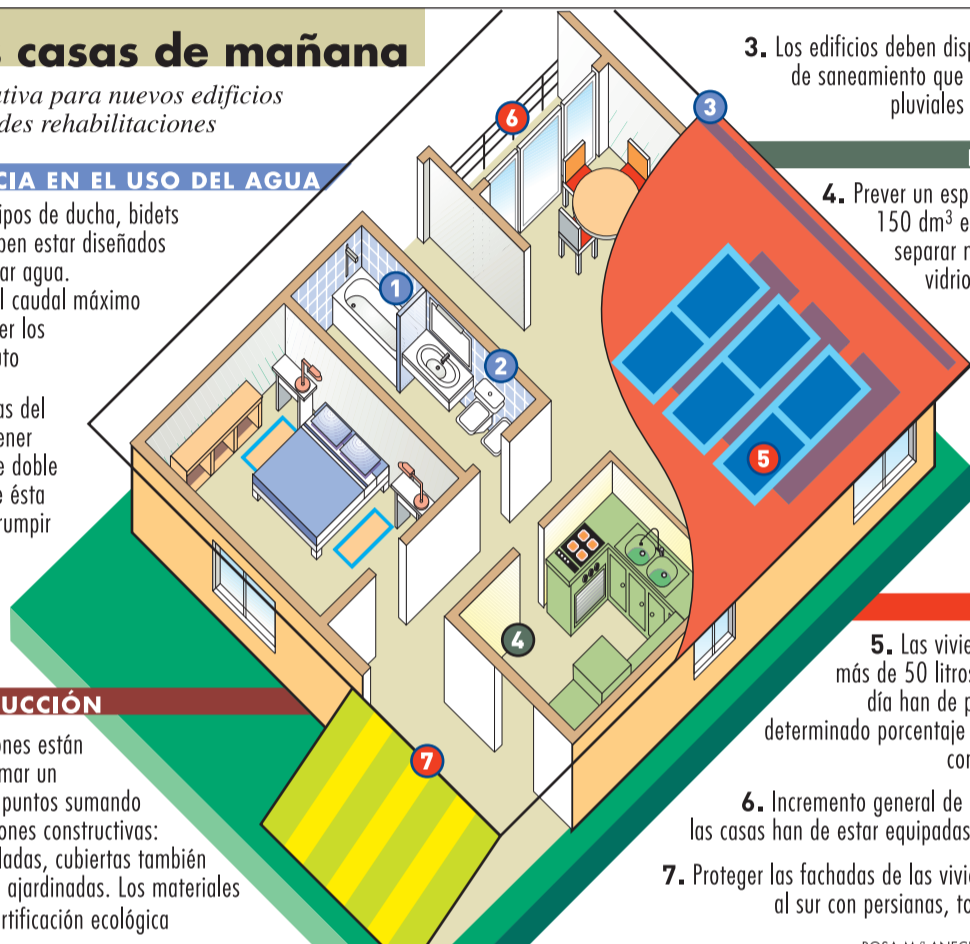 casas de mañana
ativa para nuevos edificios
des rehabilitaciones
CIA EN EL USO DEL AGUA
ipos de ducha, bidets
ben estar diseñados
ar agua.
l caudal máximo
er los
to
as del
ener
e doble
e ésta
rumpir
UCCIÓN
ones están
mar un
puntos sumando
ones constructivas:
ladas, cubiertas también
ajardinadas. Los materiales
rtificación ecológica
1
2
3
4
5
6
7
3. Los edificios deben disp
de saneamiento que
pluviales
4. Prever un esp
150 dm³ e
separar
vidrio
5. Las vivie
más de 50 litros
día han de p
determinado porcentaje
con
6. Incremento general de
las casas han de estar equipadas
7. Proteger las fachadas de las vivie
al sur con persianas, to